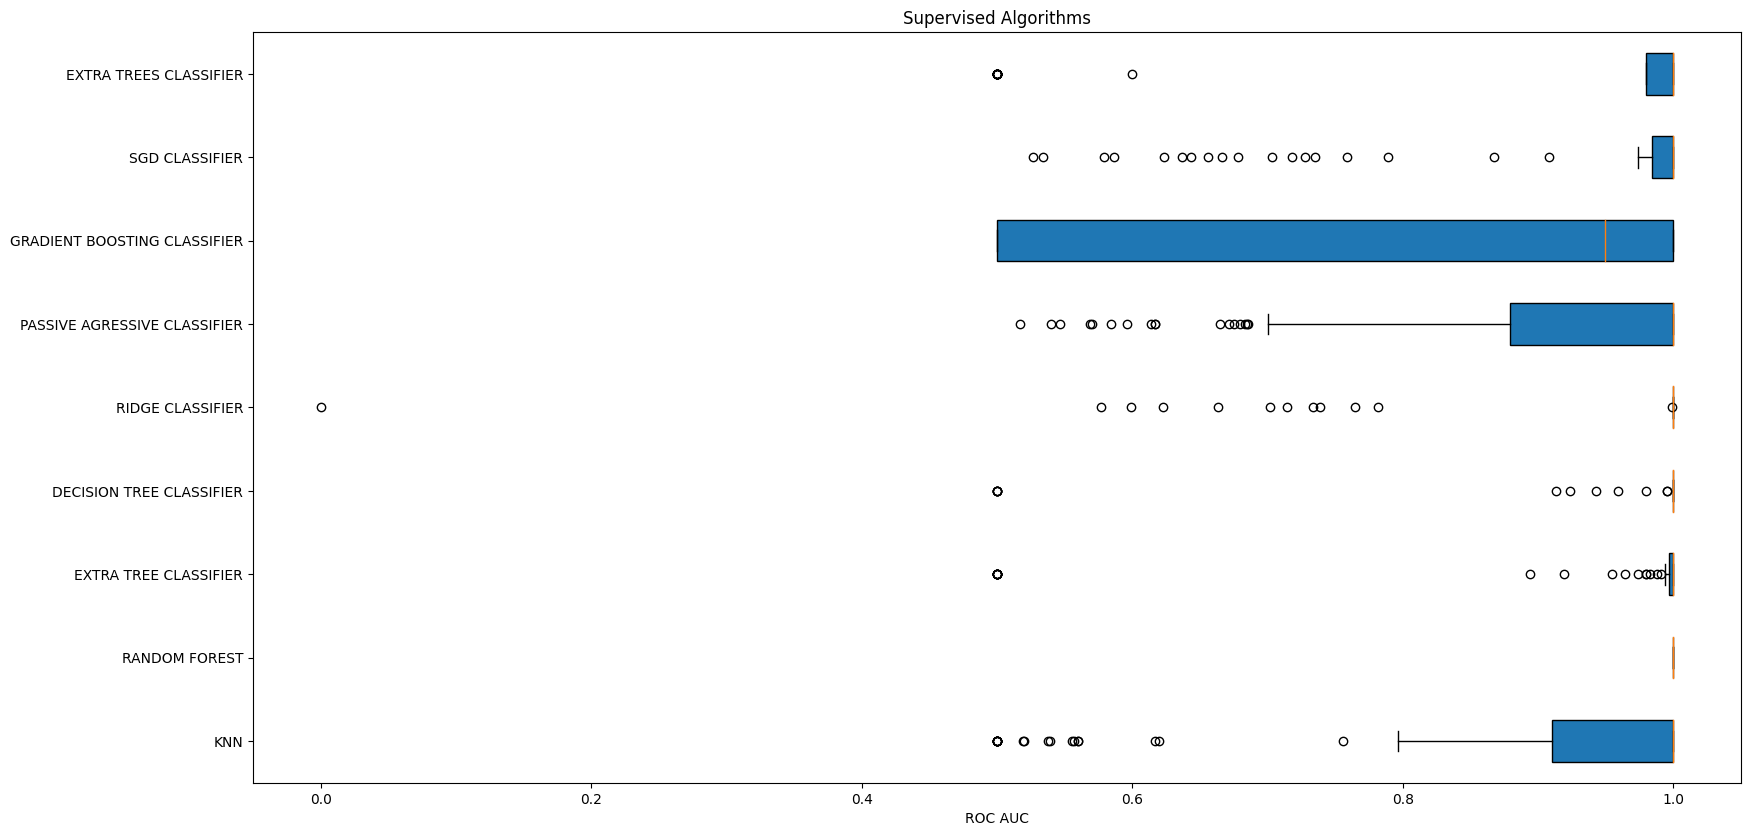 Supervised Algorithms
EXTRA TREES CLASSIFIER
SGD CLASSIFIER
GRADIENT BOOSTING CLASSIFIER
PASSIVE AGRESSIVE CLASSIFIER
RIDGE CLASSIFIER
DECISION TREE CLASSIFIER
EXTRA TREE CLASSIFIER
RANDOM FOREST
KNN
0.0 0.2 0.4 0.6 0.8 1.0
ROC AUC